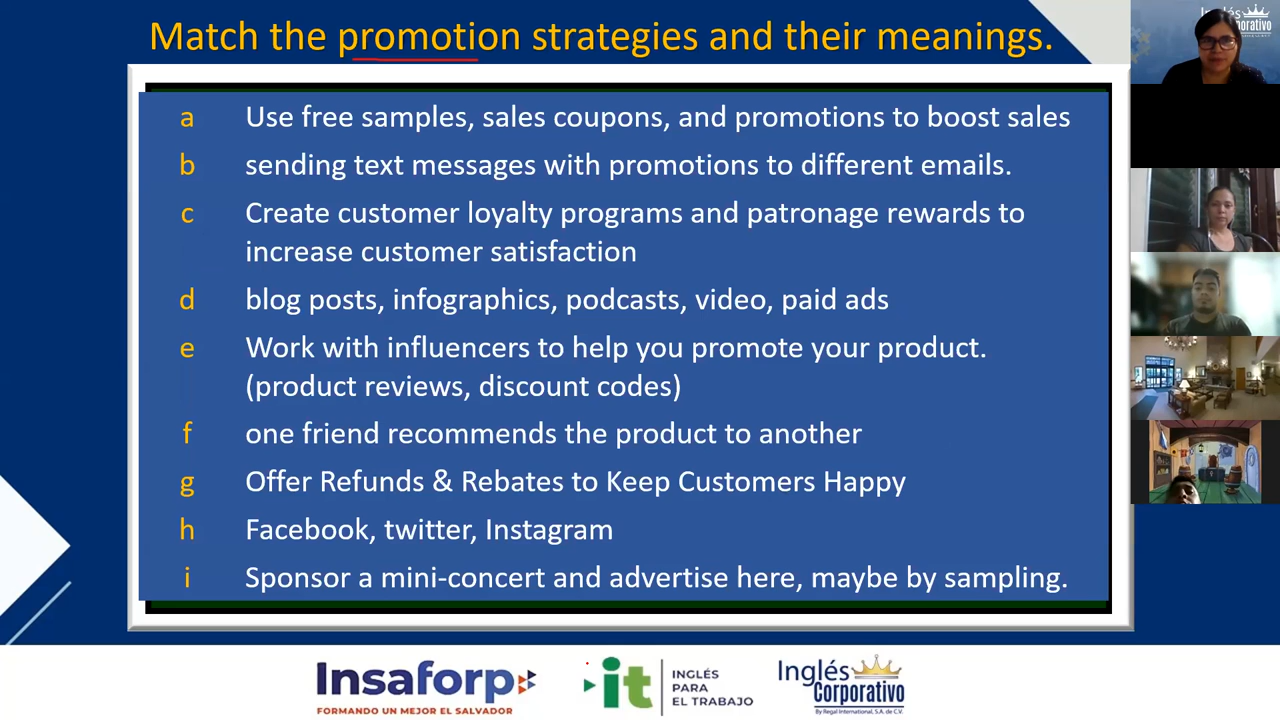 Match the promotion strategies and their meanings.
a Use free samples, sales coupons, and promotions to boost sales
b sending text messages with promotions to different emails.
c Create customer loyalty programs and patronage rewards to
increase customer satisfaction
d blog posts, infographics, podcasts, video, paid ads
e Work with influencers to help you promote your product.
(product reviews, discount codes)
f one friend recommends the product to another
g Offer Refunds & Rebates to Keep Customers Happy
h Facebook, twitter, Instagram
i Sponsor a mini-concert and advertise here, maybe by sampling.
Insaforp
FORMANDO UN MEJOR EL SALVADOR
it
INGLÉS
PARA
EL TRABAJO
Inglés
Corporativo
By Regal International, S.A. de C.V.
Inglés